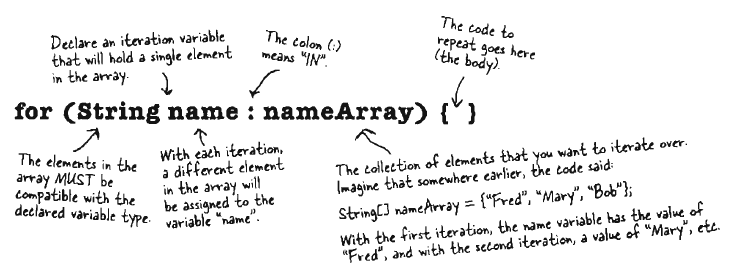 Declare an iteration variable
that will hold a single element
in the array.
The colon (:)
means "IN".
The code to
repeat goes here
(the body).
for (String name : nameArray) { }
The elements in the
array MUST be
compatible with the
declared variable type.
With each iteration,
a different element
in the array will
be assigned to the
variable "name".
The collection of elements that you want to iterate over.
Imagine that somewhere earlier, the code said:
String[] nameArray = {"Fred", "Mary", "Bob"};
With the first iteration, the name variable has the value of
"Fred", and with the second iteration, a value of "Mary", etc.